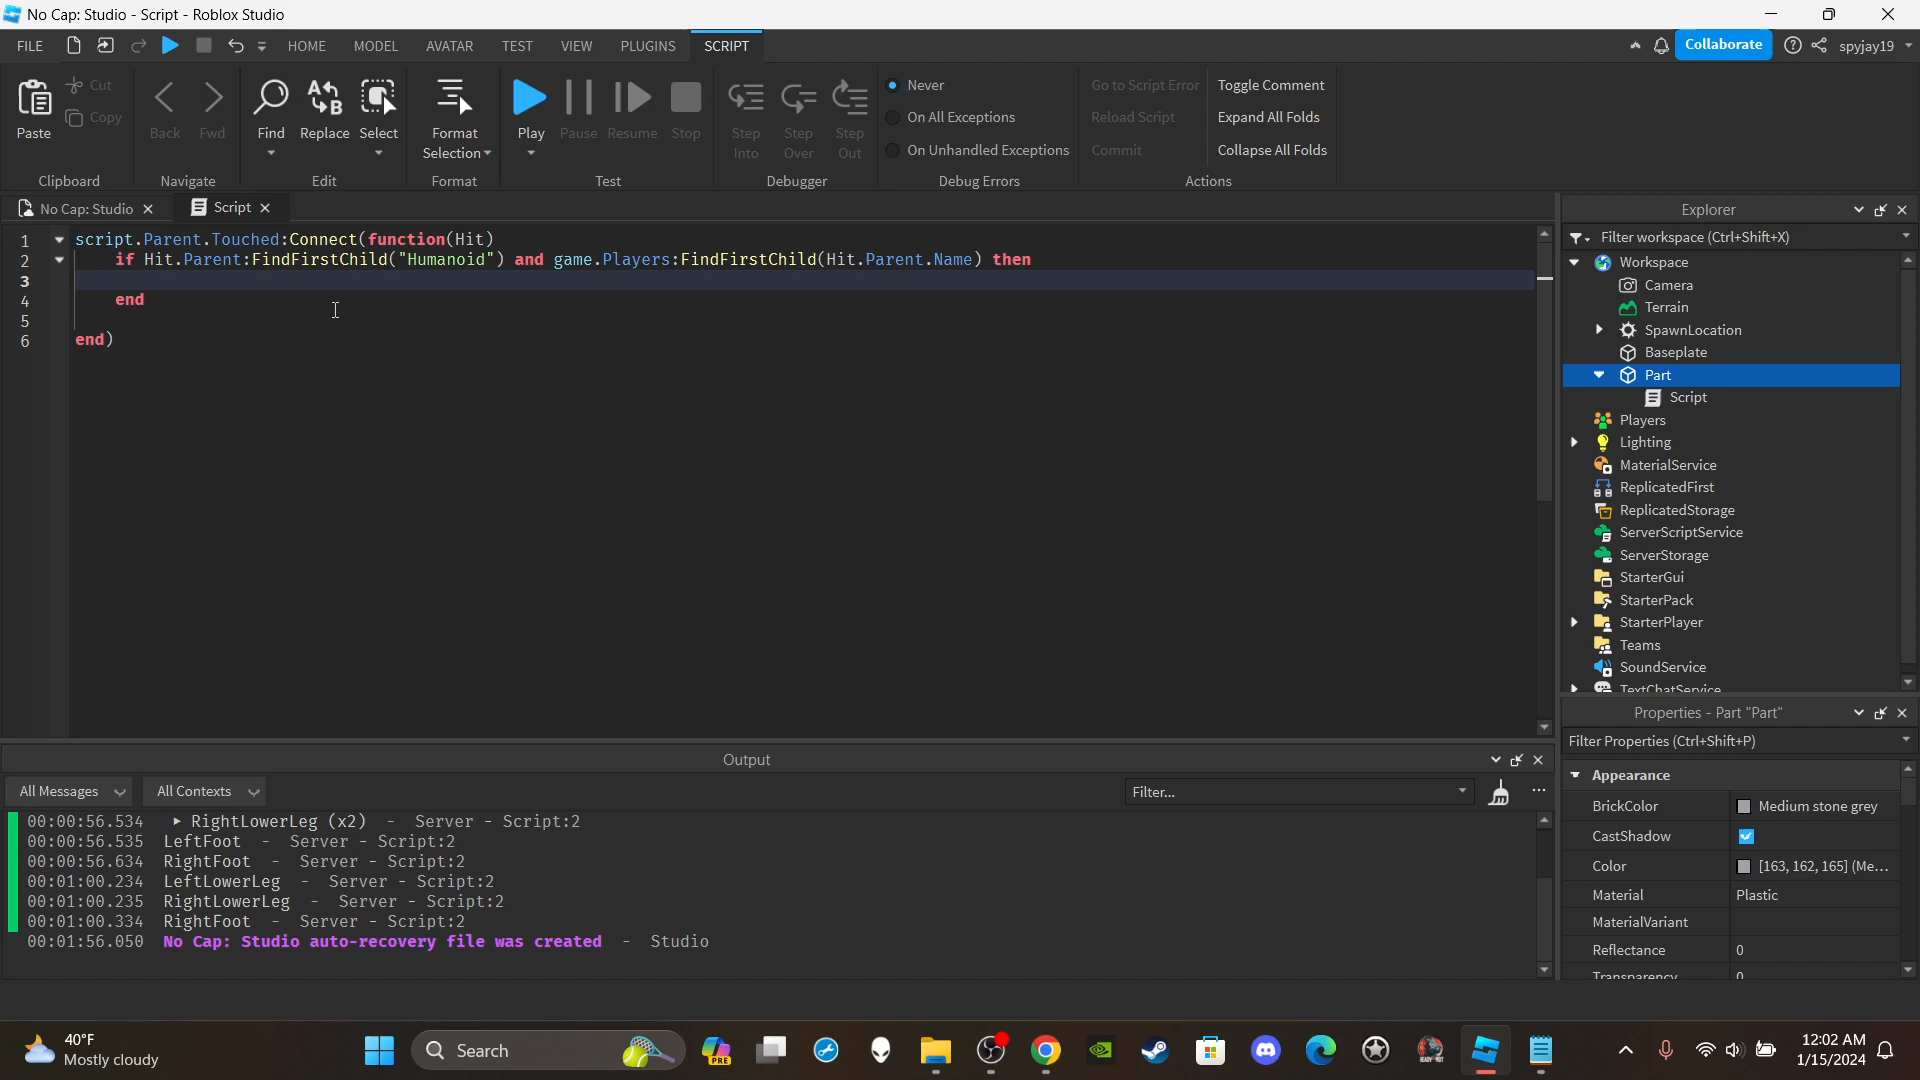 No Cap: Studio - Script - Roblox Studio
FILE HOME MODEL AVATAR TEST VIEW PLUGINS SCRIPT Collaborate spyjay19
Paste Cut Copy Back Fwd Find Replace Select Format Selection Play Pause Resume Stop Step Into Step Over Step Out
Never
On All Exceptions
On Unhandled Exceptions
Go to Script Error
Reload Script
Commit
Toggle Comment
Expand All Folds
Collapse All Folds
Clipboard Navigate Edit Format Test Debugger Debug Errors Actions
No Cap: Studio Script
1 script.Parent.Touched:Connect(function(Hit)
2 if Hit.Parent:FindFirstChild("Humanoid") and game.Players:FindFirstChild(Hit.Parent.Name) then
3
4 end
5
6 end)
Explorer
Filter workspace (Ctrl+Shift+X)
Workspace
Camera
Terrain
SpawnLocation
Baseplate
Part
Script
Players
Lighting
MaterialService
ReplicatedFirst
ReplicatedStorage
ServerScriptService
ServerStorage
StarterGui
StarterPack
StarterPlayer
Teams
SoundService
TextChatService
Properties - Part "Part"
Filter Properties (Ctrl+Shift+P)
Appearance
BrickColor Medium stone grey
CastShadow
Color [163, 162, 165] (Me...
Material Plastic
MaterialVariant
Reflectance 0
Transparency 0
Output
All Messages All Contexts Filter...
00:00:56.534 RightLowerLeg (x2) - Server - Script:2
00:00:56.535 LeftFoot - Server - Script:2
00:00:56.634 RightFoot - Server - Script:2
00:01:00.234 LeftLowerLeg - Server - Script:2
00:01:00.235 RightLowerLeg - Server - Script:2
00:01:00.334 RightFoot - Server - Script:2
00:01:56.050 No Cap: Studio auto-recovery file was created - Studio
40°F
Mostly cloudy
Search
PRE
12:02 AM
1/15/2024